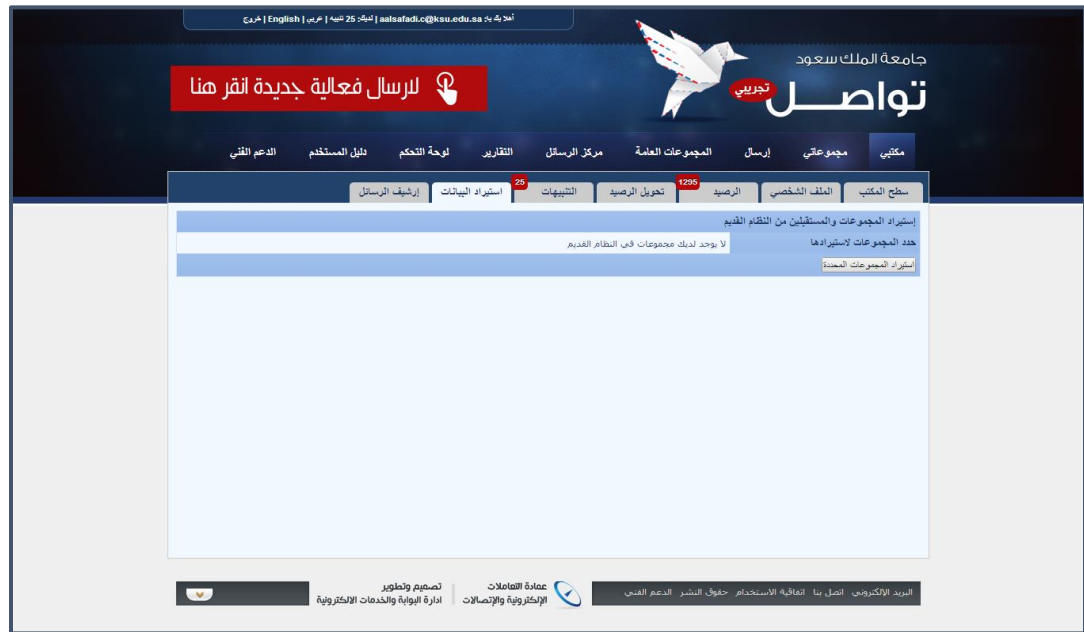 أهلا بك يا: aalsafadi.c@ksu.edu.sa | لديك: 25 تنبيه | عربي | English | خروج
جامعة الملك سعود
تواصل
تجريبي
للارسال فعالية جديدة انقر هنا
مكتبي مجموعاتي إرسال المجموعات العامة مركز الرسائل التقارير لوحة التحكم دليل المستخدم الدعم الفني
سطح المكتب الملف الشخصي الرصيد 1295 تحويل الرصيد التنبيهات 25 استيراد البيانات إرشيف الرسائل
إستيراد المجموعات والمستقبلين من النظام القديم
حدد المجموعات لاستيرادها لا يوجد لديك مجموعات في النظام القديم
استيراد المجموعات المحددة
البريد الإلكتروني اتصل بنا اتفاقية الاستخدام حقوق النشر الدعم الفني
عمادة التعاملات
الإلكترونية والإتصالات
تصميم وتطوير
ادارة البوابة والخدمات الالكترونية